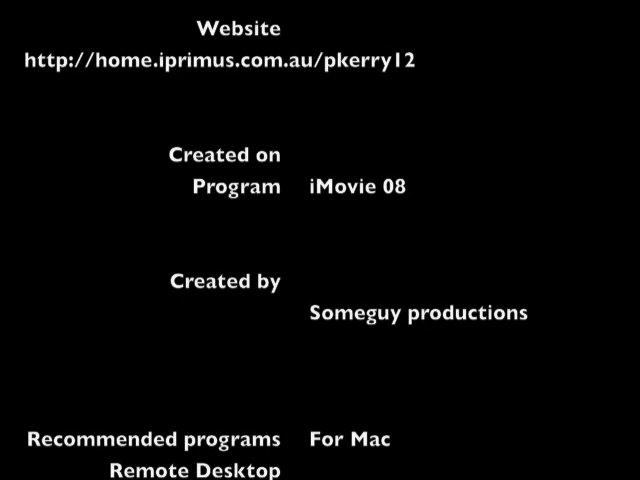 Website
http://home.iprimus.com.au/pkerry12
Created on
Program iMovie 08
Created by
Someguy productions
Recommended programs For Mac
Remote Desktop